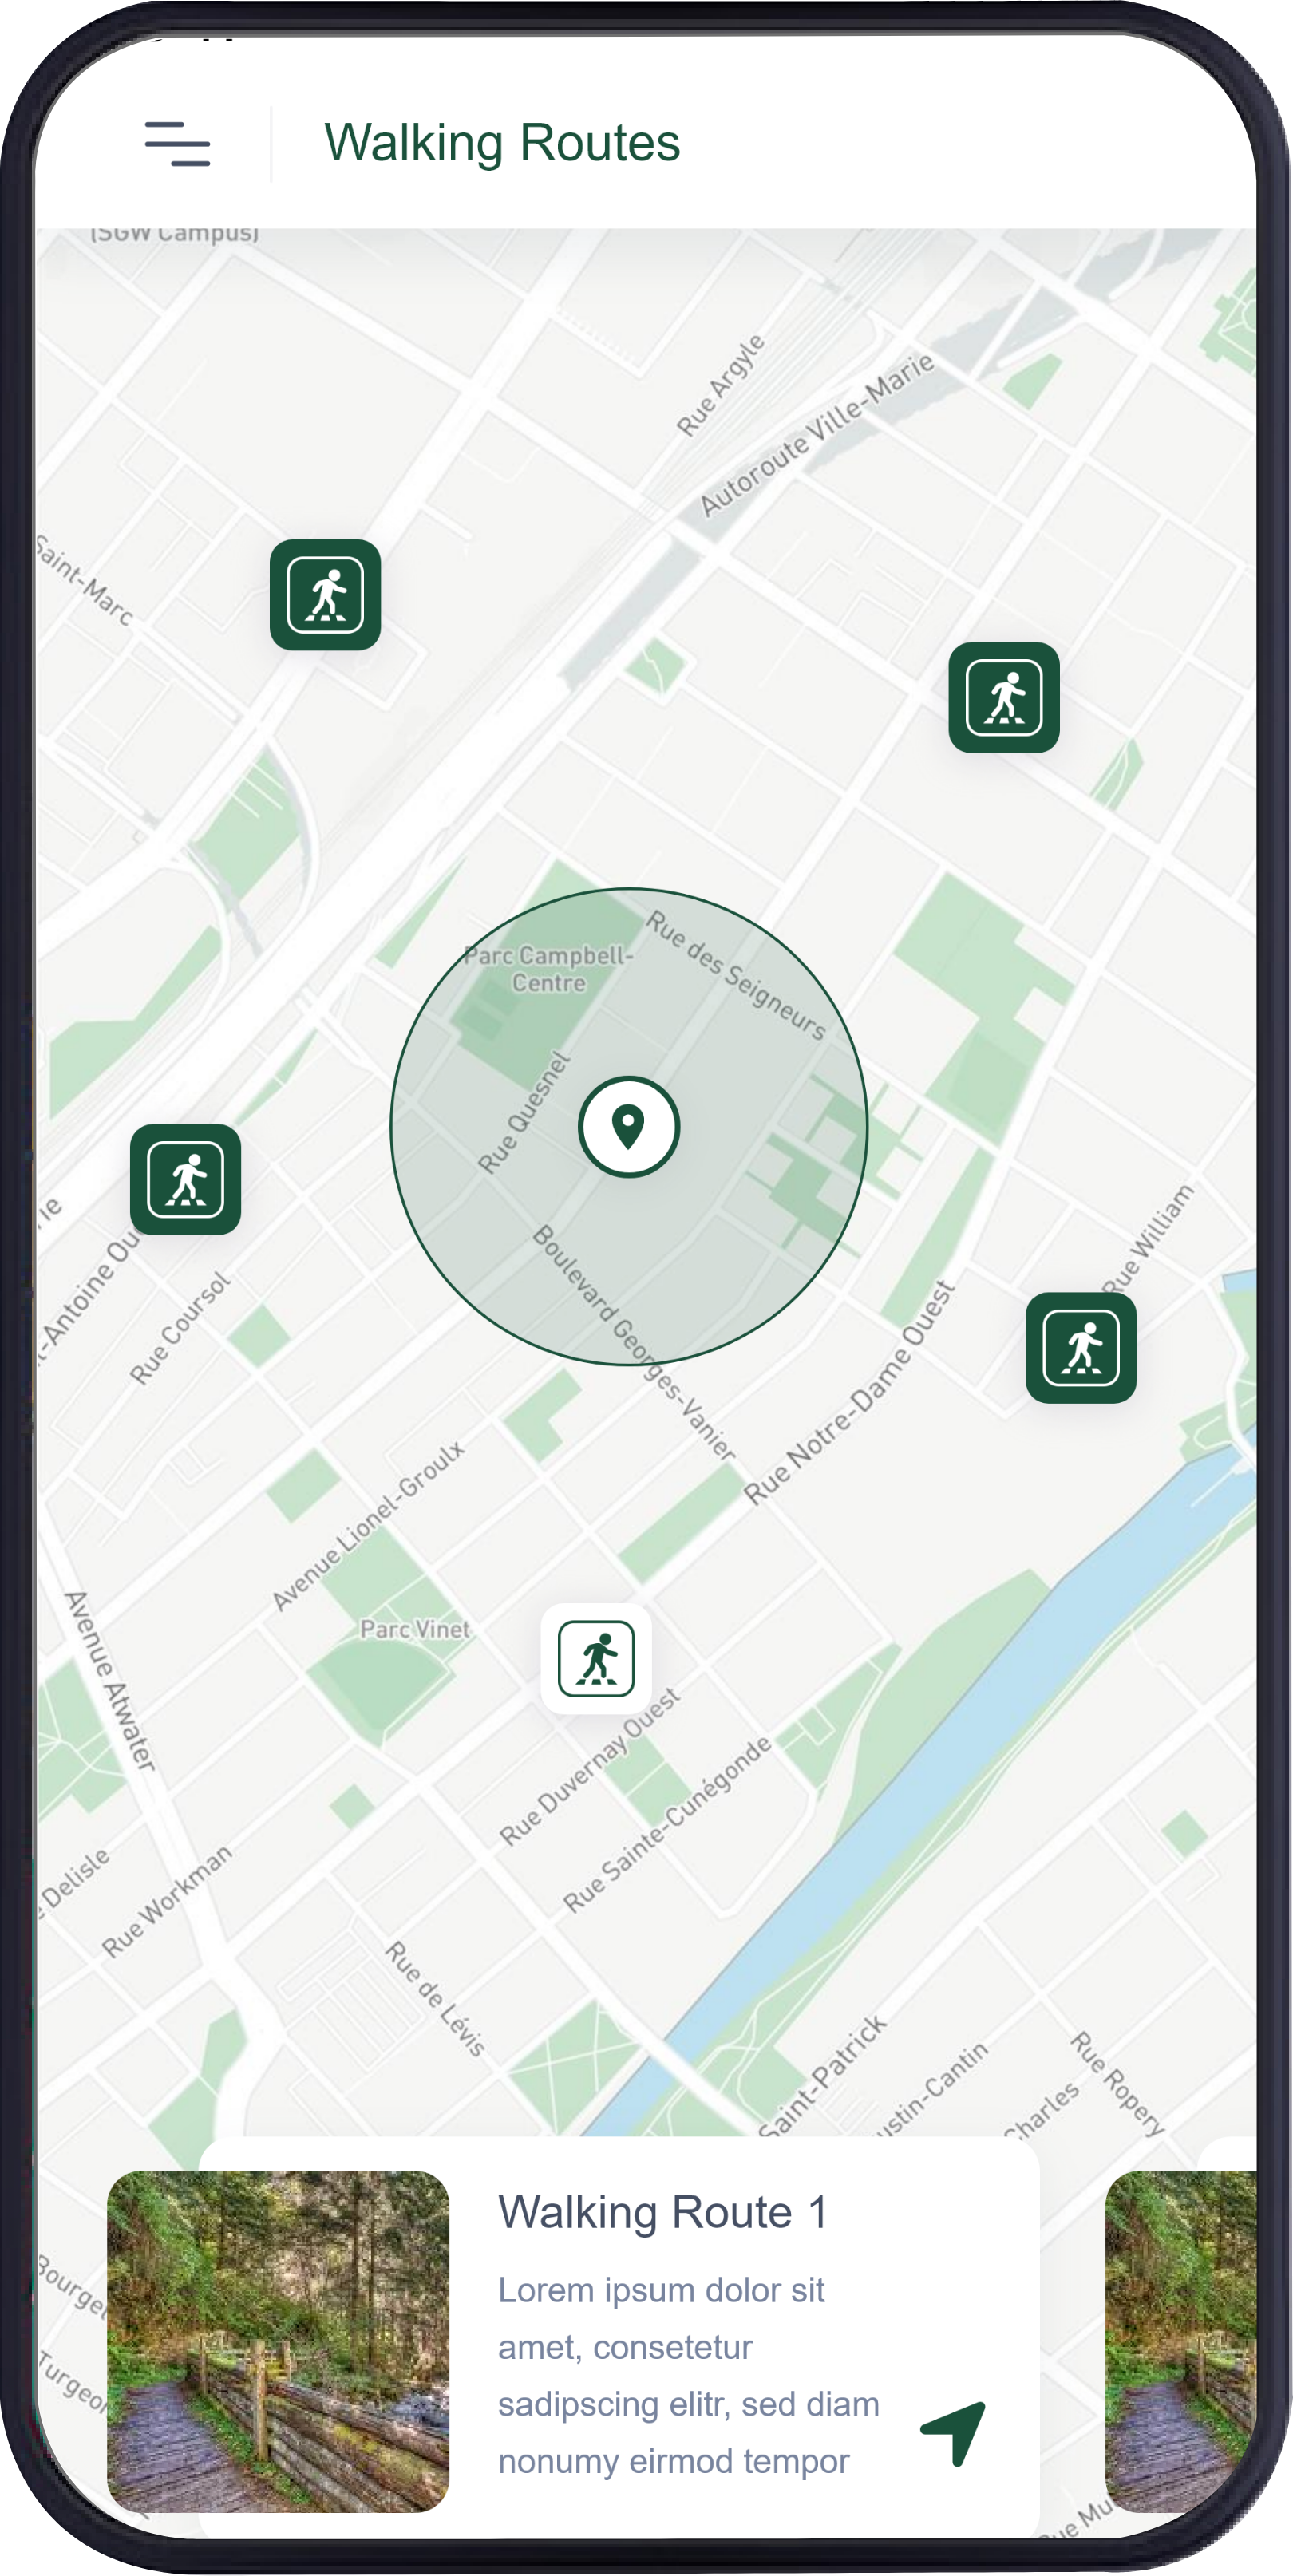 Walking Routes
(SGW Campus)
Rue Argyle
Autoroute Ville-Marie
Saint-Marc
Parc Campbell-
Centre
Rue des Seigneurs
Rue Quesnel
Rue William
-Antoine Ou
Rue Coursol
Boulevard Georges-Vanier
Rue Notre-Dame Ouest
Avenue Lionel-Groulx
Parc Vinet
Avenue Atwater
Rue Duvernay Ouest
Rue Sainte-Cunégonde
Delisle
Rue Workman
Rue de Lévis
Saint-Patrick
ustin-Cantin
Charles
Rue Ropery
Walking Route 1
Lorem ipsum dolor sit
amet, consetetur
sadipscing elitr, sed diam
nonumy eirmod tempor
Bourge
Turgeo
Rue Mu